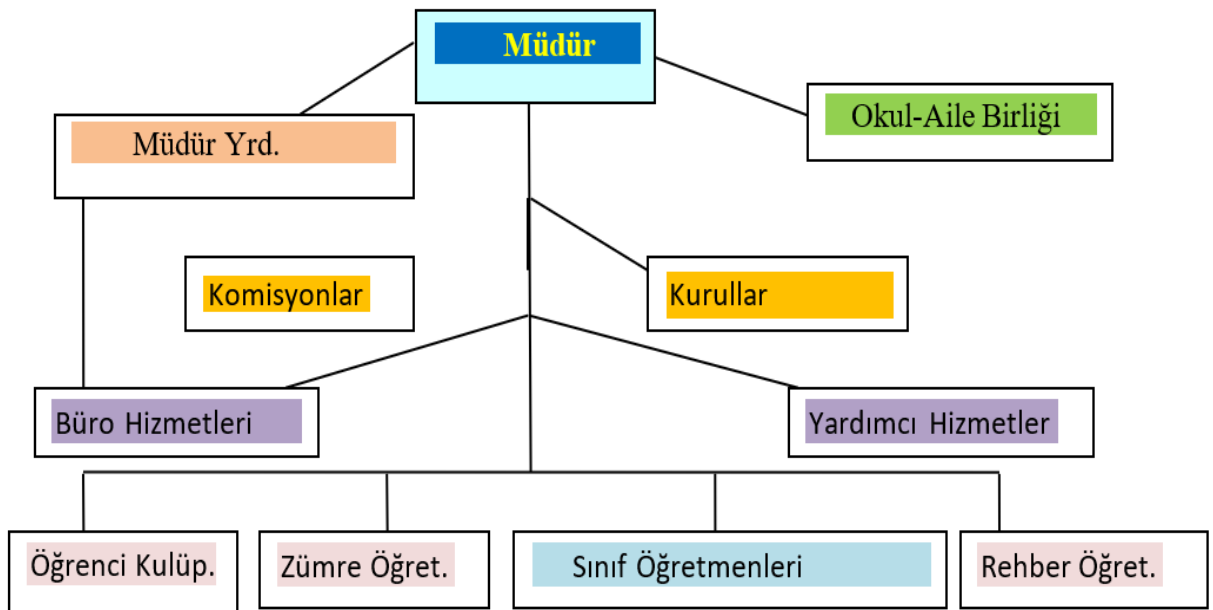 Müdür
Okul-Aile Birliği
Müdür Yrd.
Komisyonlar
Kurullar
Büro Hizmetleri
Yardımcı Hizmetler
Öğrenci Kulüp.
Zümre Öğret.
Sınıf Öğretmenleri
Rehber Öğret.